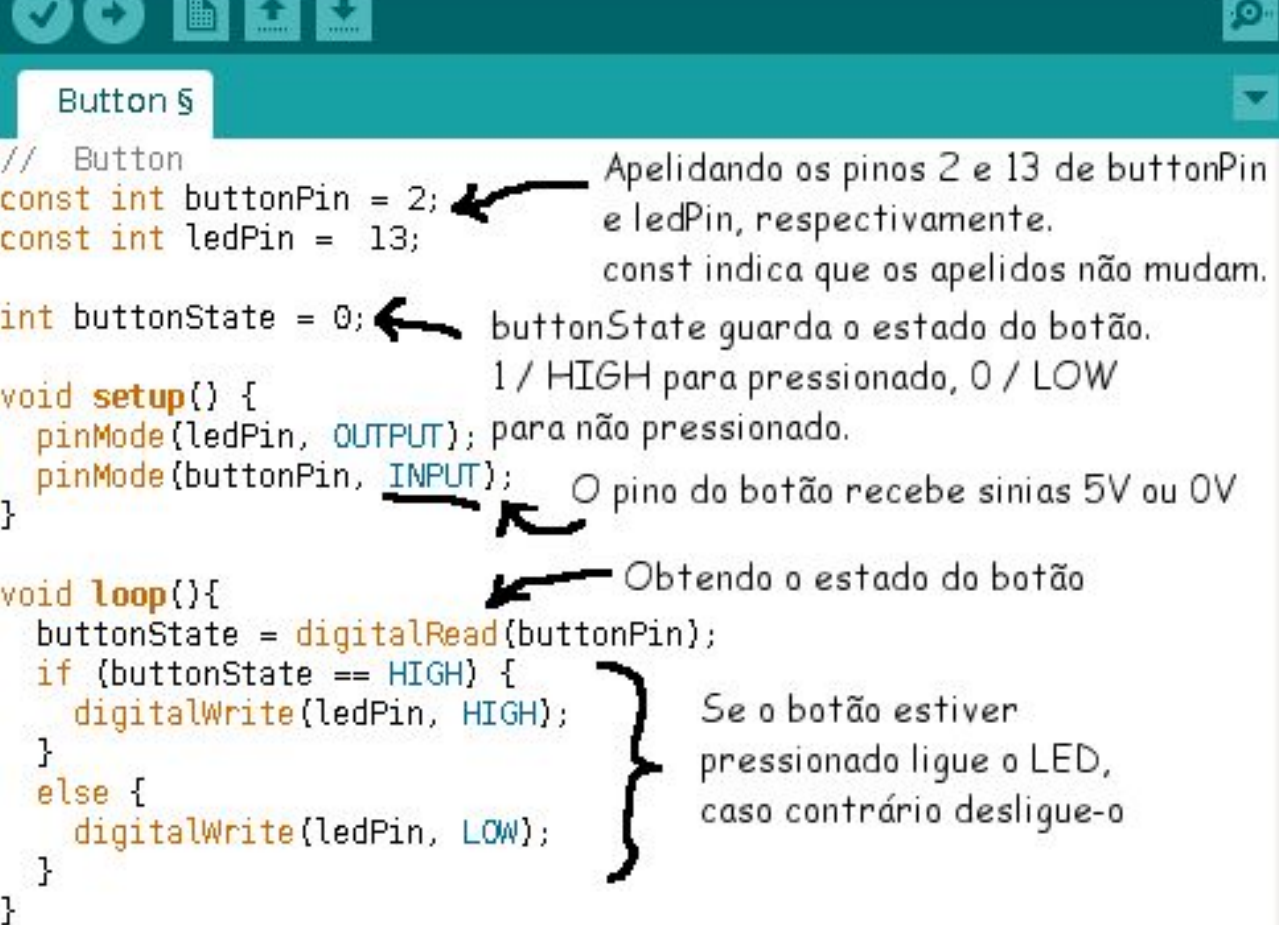 Button §
// Button
const int buttonPin = 2;
const int ledPin = 13;
Apelidando os pinos 2 e 13 de buttonPin
e ledPin, respectivamente.
const indica que os apelidos não mudam.
int buttonState = 0;
buttonState guarda o estado do botão.
1 / HIGH para pressionado, 0 / LOW
para não pressionado.
void setup() {
pinMode(ledPin, OUTPUT);
pinMode(buttonPin, INPUT);
}
O pino do botão recebe sinias 5V ou 0V
Obtendo o estado do botão
void loop(){
buttonState = digitalRead(buttonPin);
if (buttonState == HIGH) {
digitalWrite(ledPin, HIGH);
}
else {
digitalWrite(ledPin, LOW);
}
}
Se o botão estiver
pressionado ligue o LED,
caso contrário desligue-o